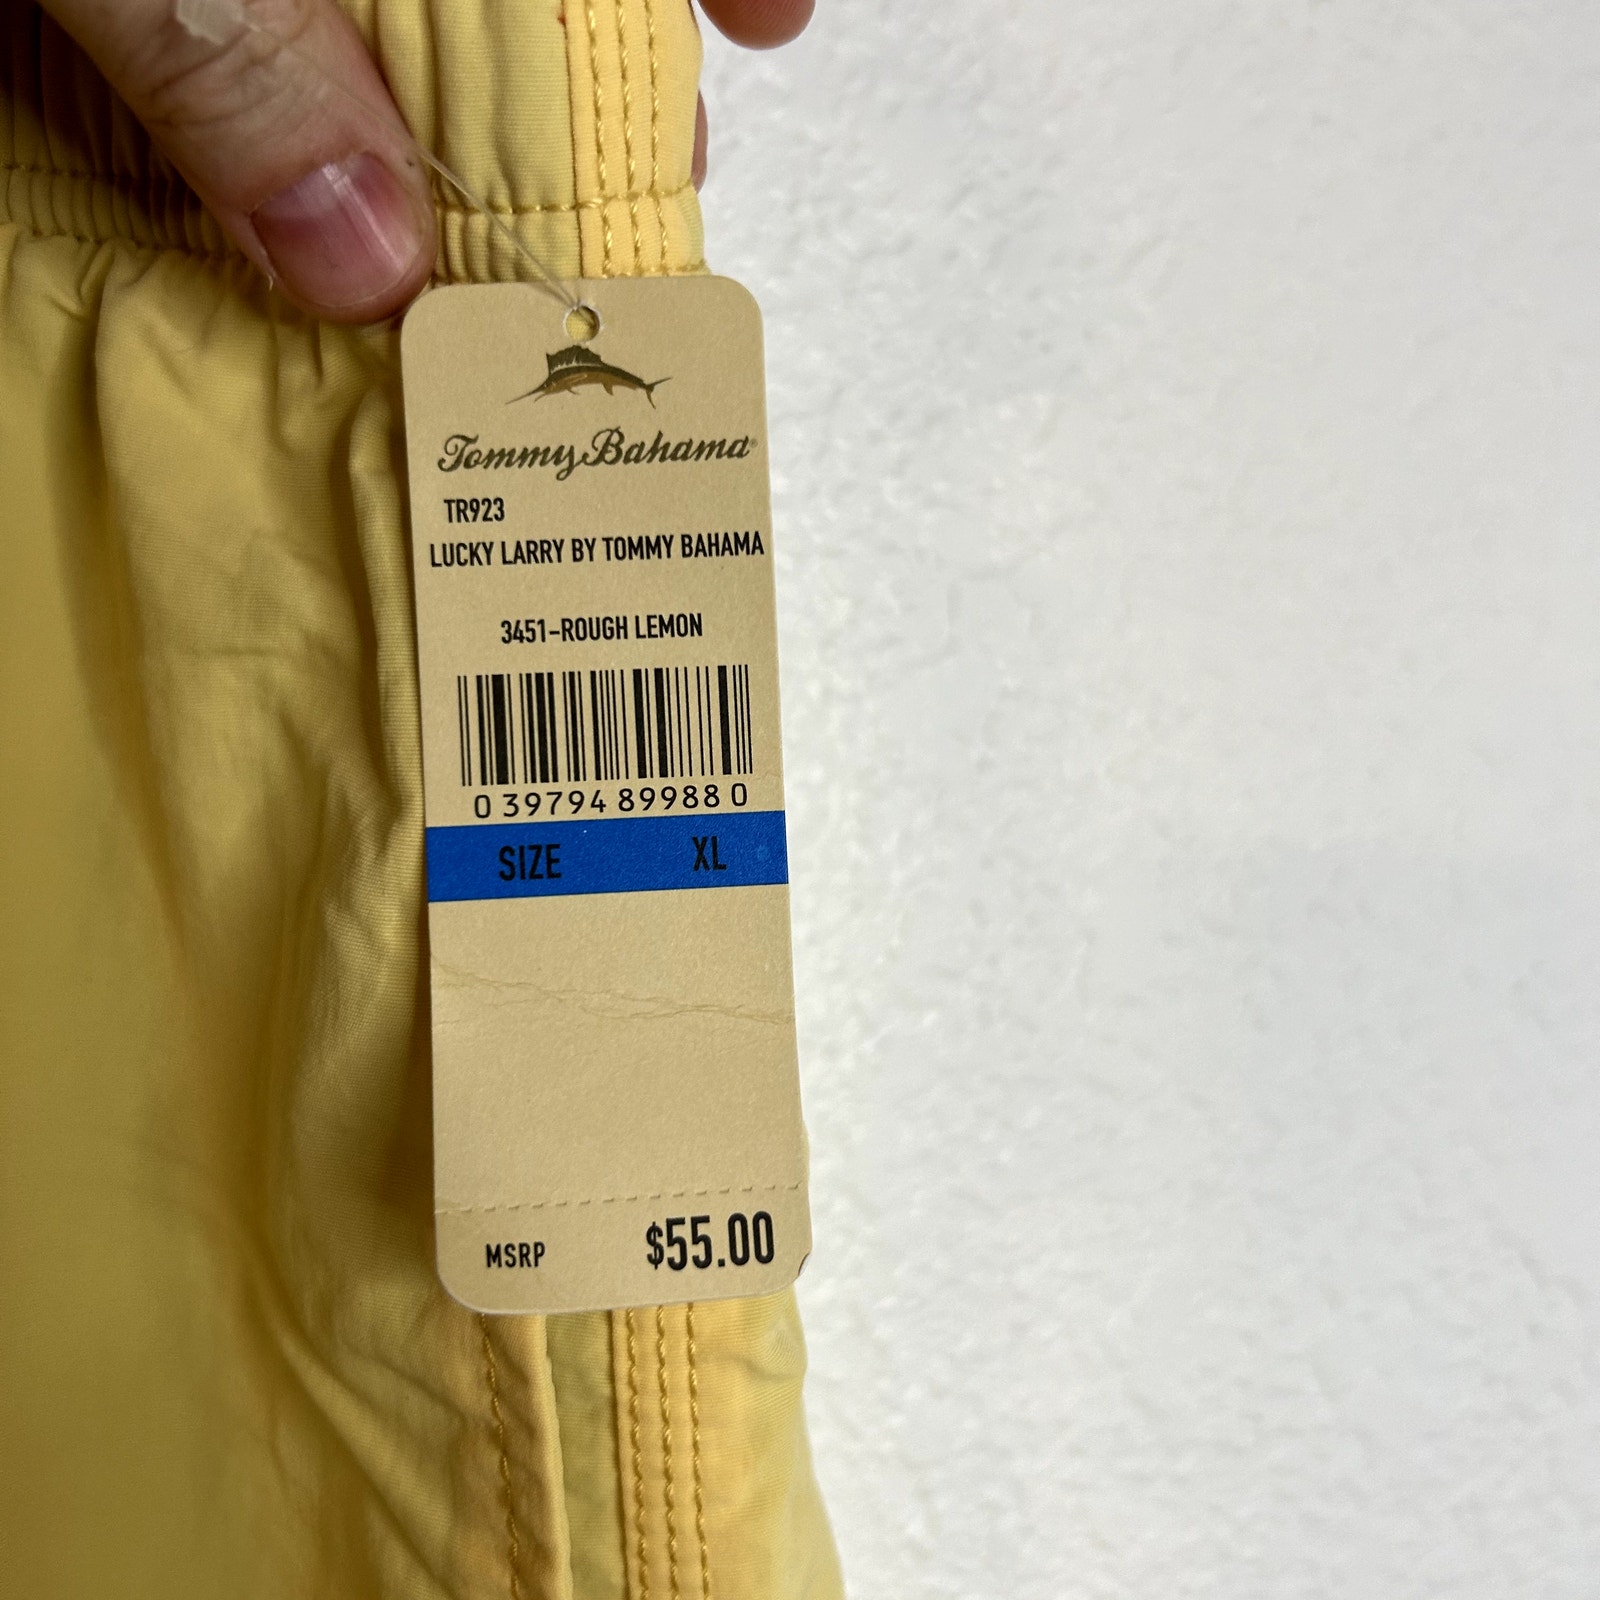 Tommy Bahama®
TR923
LUCKY LARRY BY TOMMY BAHAMA
3451-ROUGH LEMON
0 39794 89988 0
SIZE XL
MSRP $55.00